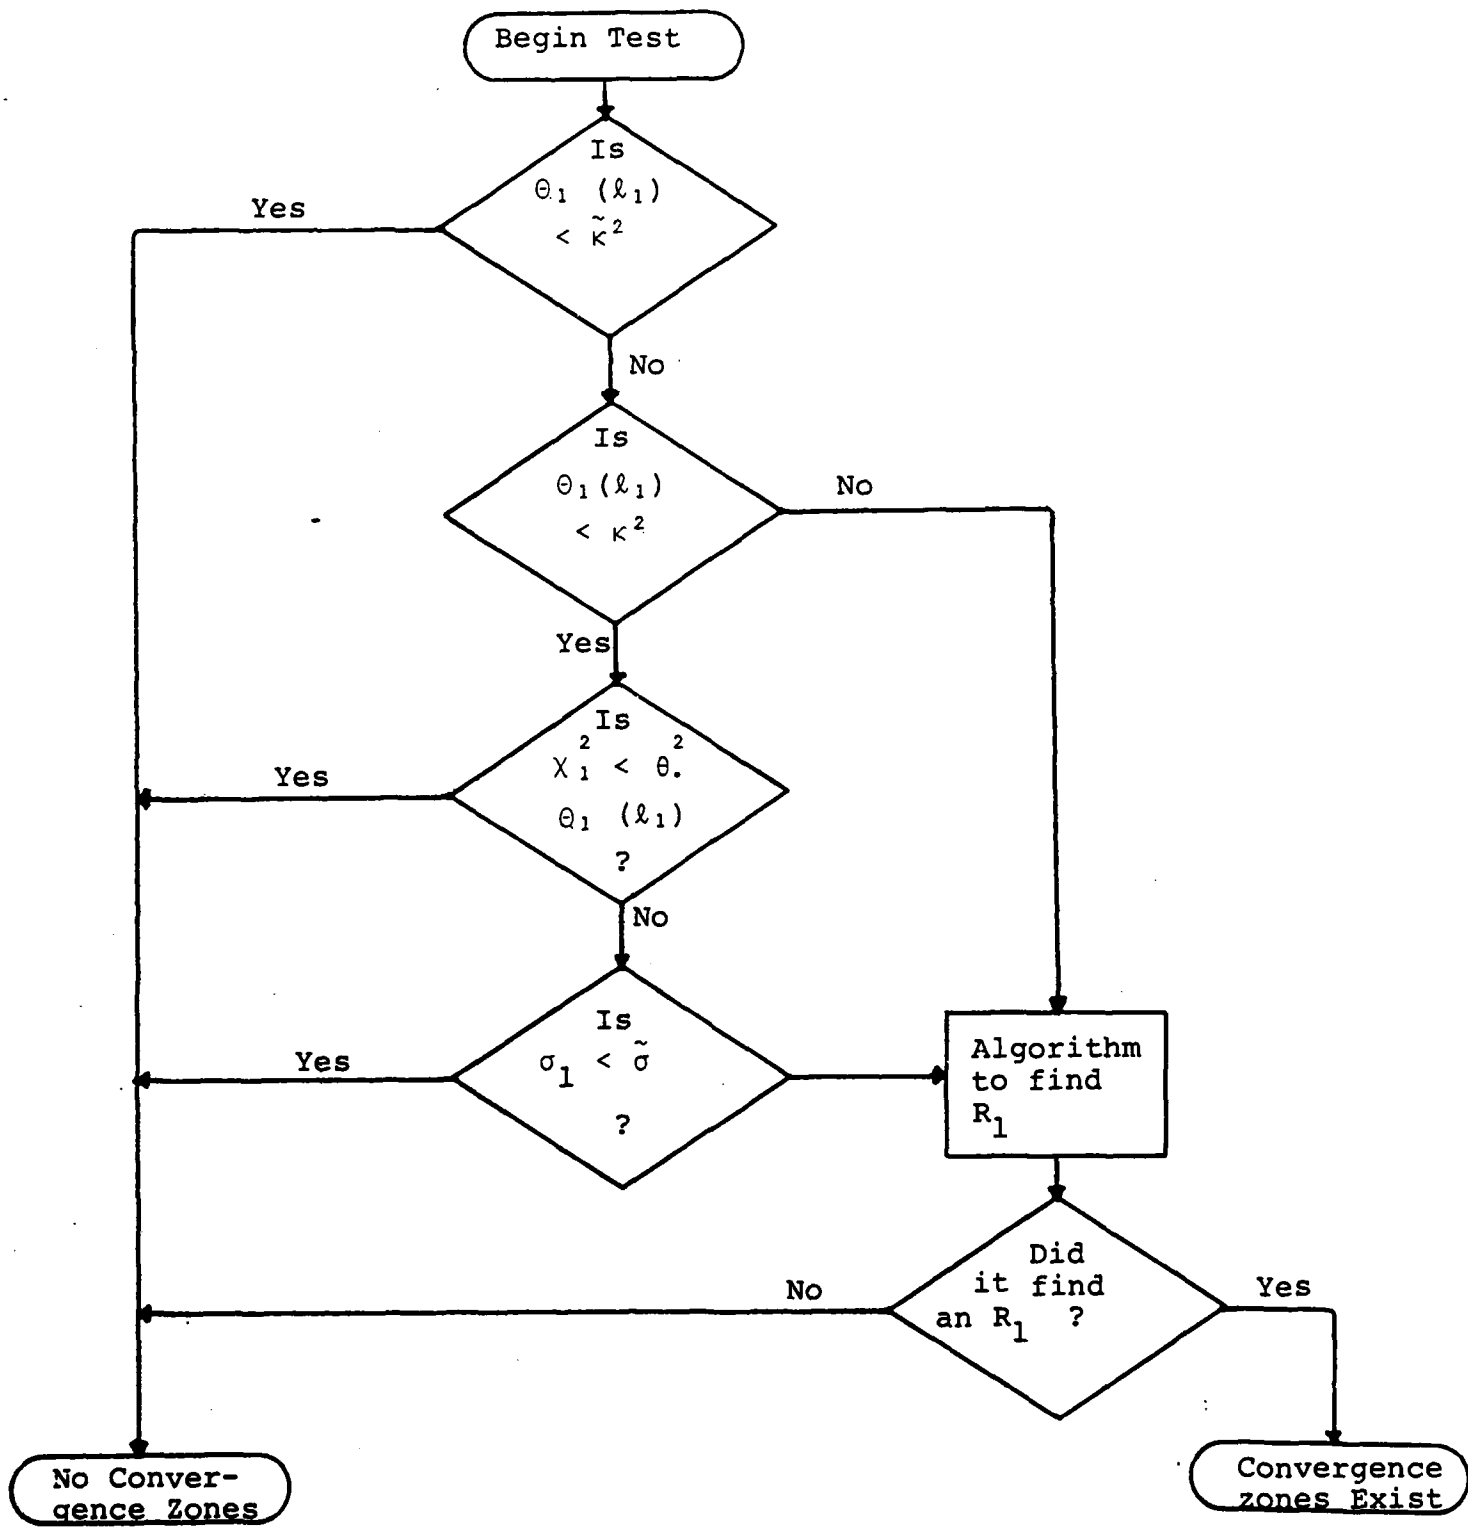 Begin Test
Is
Θ₁ (ℓ₁)
< κ̃²
Yes
No
Is
Θ₁(ℓ₁)
< κ²
No
Yes
Is
χ₁² < θ.²
Θ₁ (ℓ₁)
?
Yes
No
Is
σ₁ < σ̃
?
Yes
Algorithm
to find
R₁
Did
it find
an R₁ ?
No
Yes
No Conver-
gence Zones
Convergence
zones Exist